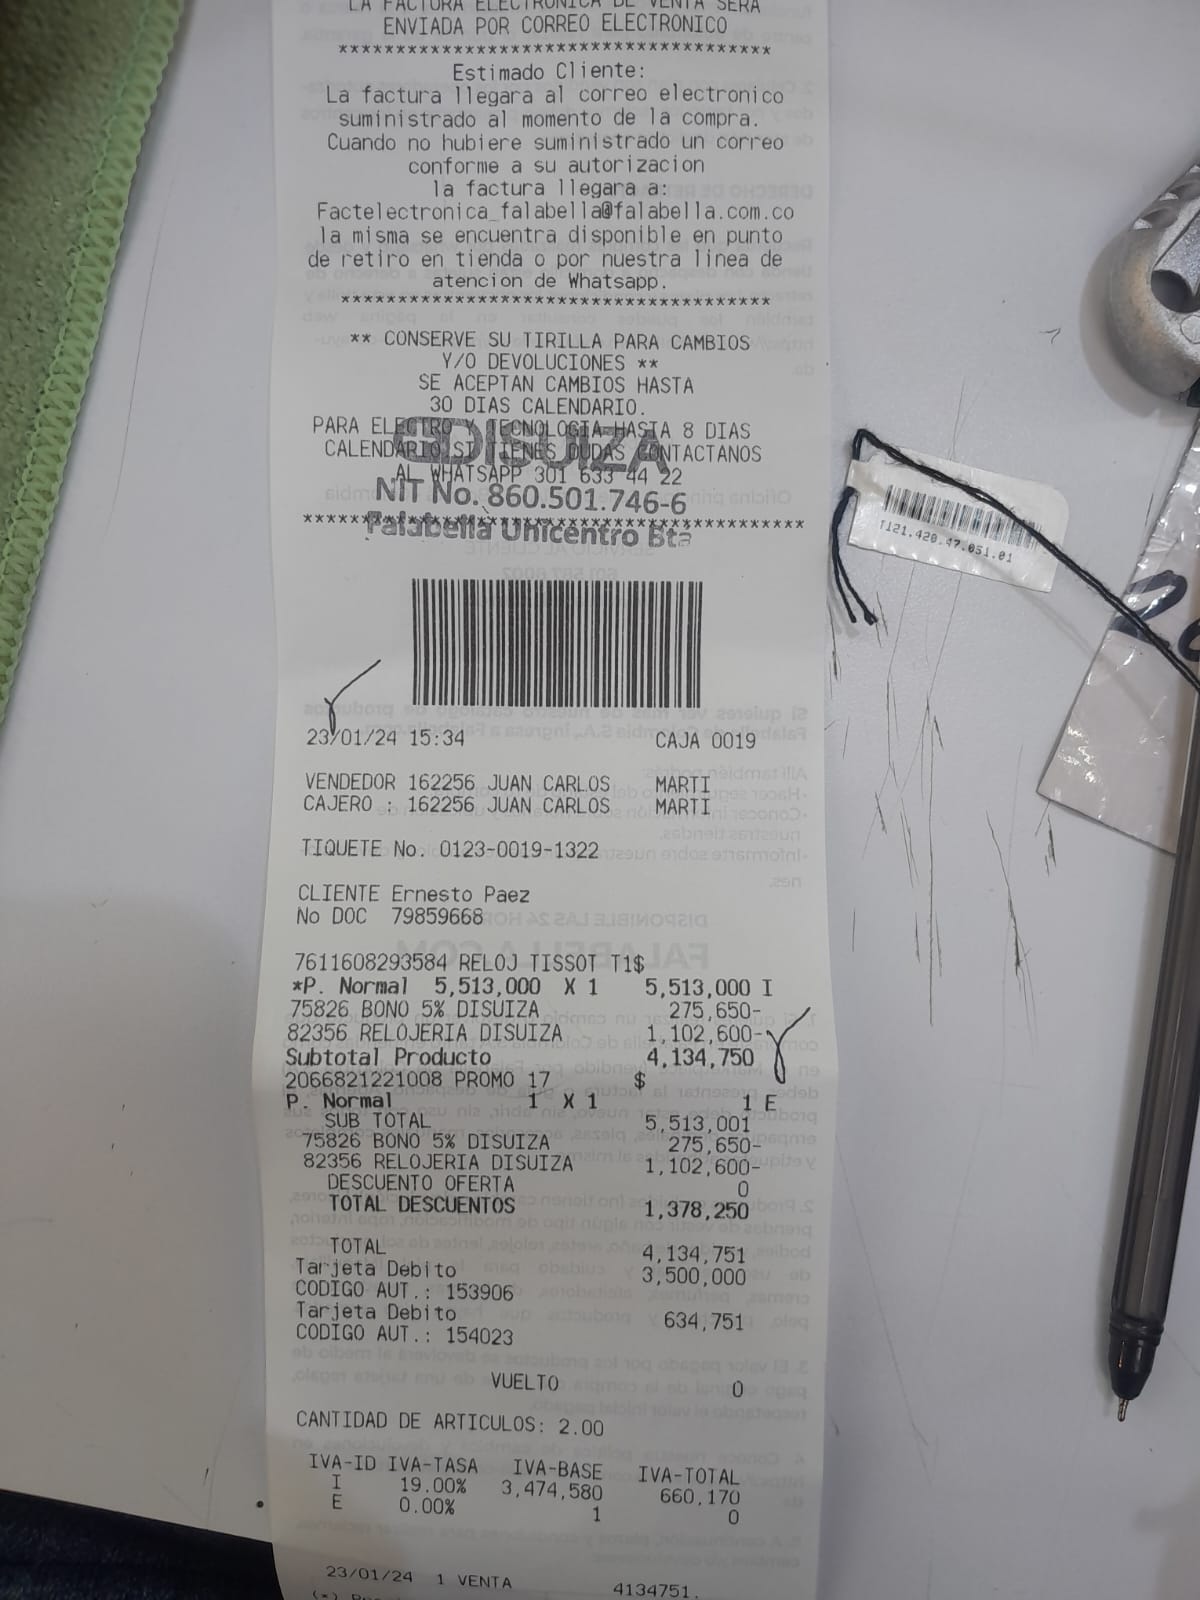 LA FACTURA ELECTRONICA DE VENTA SERA
ENVIADA POR CORREO ELECTRONICO
**************************************
Estimado Cliente:
La factura llegara al correo electronico
suministrado al momento de la compra.
Cuando no hubiere suministrado un correo
conforme a su autorizacion
la factura llegara a:
Factelectronica_falabella@falabella.com.co
la misma se encuentra disponible en punto
de retiro en tienda o por nuestra linea de
atencion de Whatsapp.
**************************************
** CONSERVE SU TIRILLA PARA CAMBIOS
Y/O DEVOLUCIONES **
SE ACEPTAN CAMBIOS HASTA
30 DIAS CALENDARIO.
PARA ELECTRO Y TECNOLOGIA HASTA 8 DIAS
CALENDARIO SI TIENES DUDAS CONTACTANOS
AL WHATSAPP 301 633 44 22
DISUIZA
NIT No. 860.501.746-6
Falabella Unicentro Bta
T121.420.47.051.01
23/01/24 15:34 CAJA 0019
VENDEDOR 162256 JUAN CARLOS MARTI
CAJERO : 162256 JUAN CARLOS MARTI
TIQUETE No. 0123-0019-1322
CLIENTE Ernesto Paez
No DOC 79859668
7611608293584 RELOJ TISSOT T1$
*P. Normal 5,513,000 X 1 5,513,000 I
75826 BONO 5% DISUIZA 275,650-
82356 RELOJERIA DISUIZA 1,102,600-
Subtotal Producto 4,134,750
2066821221008 PROMO 17 $
P. Normal 1 X 1 1 E
SUB TOTAL 5,513,001
75826 BONO 5% DISUIZA 275,650-
82356 RELOJERIA DISUIZA 1,102,600-
DESCUENTO OFERTA 0
TOTAL DESCUENTOS 1,378,250
TOTAL 4,134,751
Tarjeta Debito 3,500,000
CODIGO AUT.: 153906
Tarjeta Debito 634,751
CODIGO AUT.: 154023
VUELTO 0
CANTIDAD DE ARTICULOS: 2.00
IVA-ID IVA-TASA IVA-BASE IVA-TOTAL
I 19.00% 3,474,580 660,170
E 0.00% 1 0
23/01/24 1 VENTA 4134751.